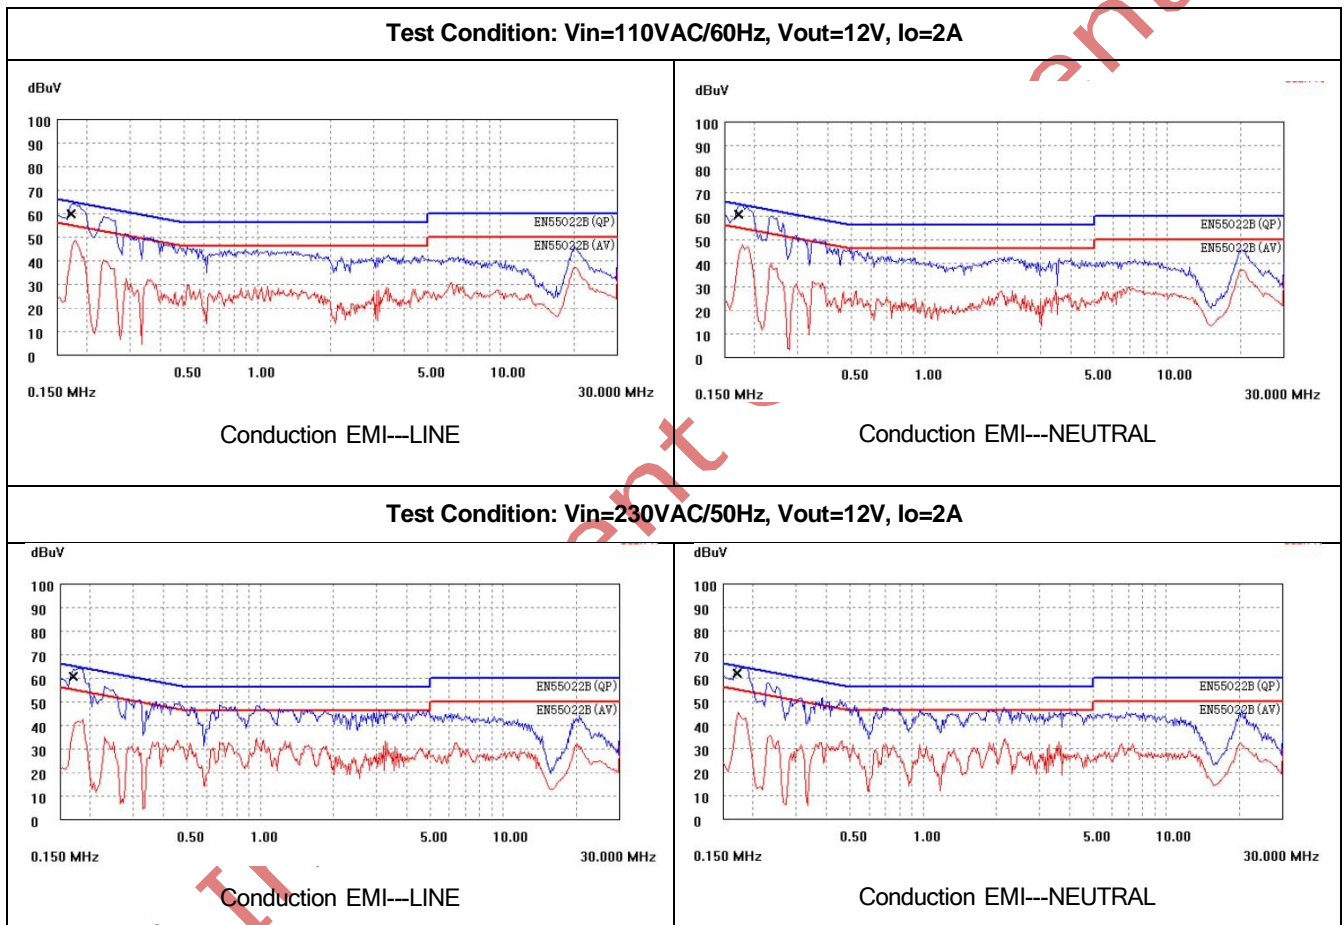 Test Condition: Vin=110VAC/60Hz, Vout=12V, Io=2A
dBuV
100
90
80
70
60
50
40
30
20
10
0
EN55022B(QP)
EN55022B(AV)
0.50 1.00 5.00 10.00
0.150 MHz 30.000 MHz
Conduction EMI---LINE
dBuV
100
90
80
70
60
50
40
30
20
10
0
EN55022B(QP)
EN55022B(AV)
0.50 1.00 5.00 10.00
0.150 MHz 30.000 MHz
Conduction EMI---NEUTRAL
Test Condition: Vin=230VAC/50Hz, Vout=12V, Io=2A
dBuV
100
90
80
70
60
50
40
30
20
10
0
EN55022B(QP)
EN55022B(AV)
0.50 1.00 5.00 10.00
0.150 MHz 30.000 MHz
Conduction EMI---LINE
dBuV
100
90
80
70
60
50
40
30
20
10
0
EN55022B(QP)
EN55022B(AV)
0.50 1.00 5.00 10.00
0.150 MHz 30.000 MHz
Conduction EMI---NEUTRAL